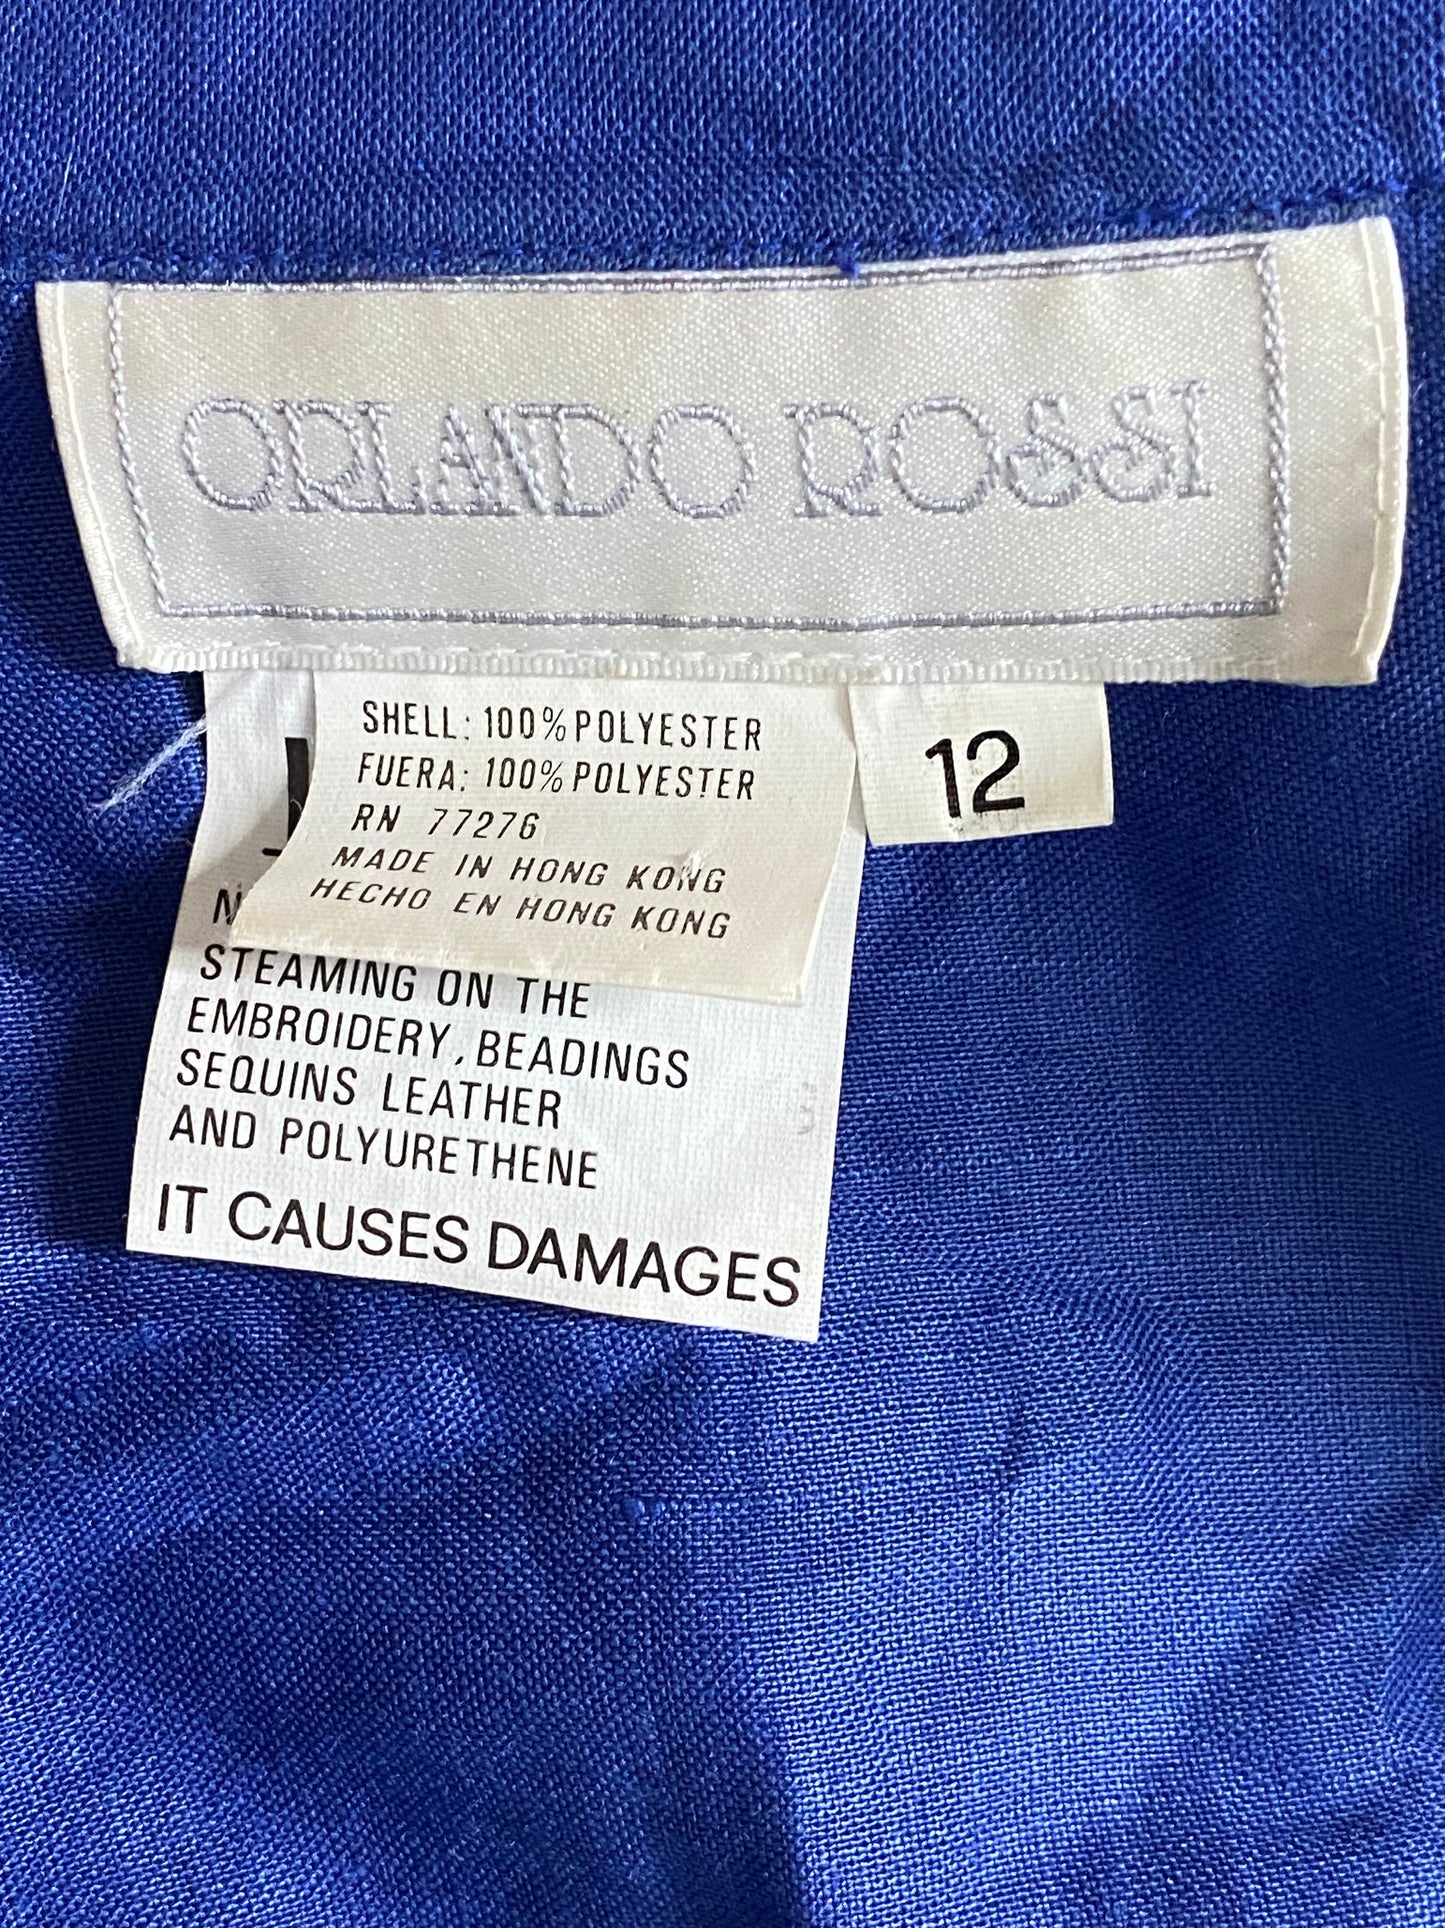 ORLANDO ROSSI
SHELL: 100% POLYESTER
FUERA: 100% POLYESTER
RN 77276
MADE IN HONG KONG
HECHO EN HONG KONG
12
STEAMING ON THE
EMBROIDERY, BEADINGS
SEQUINS LEATHER
AND POLYURETHENE
IT CAUSES DAMAGES